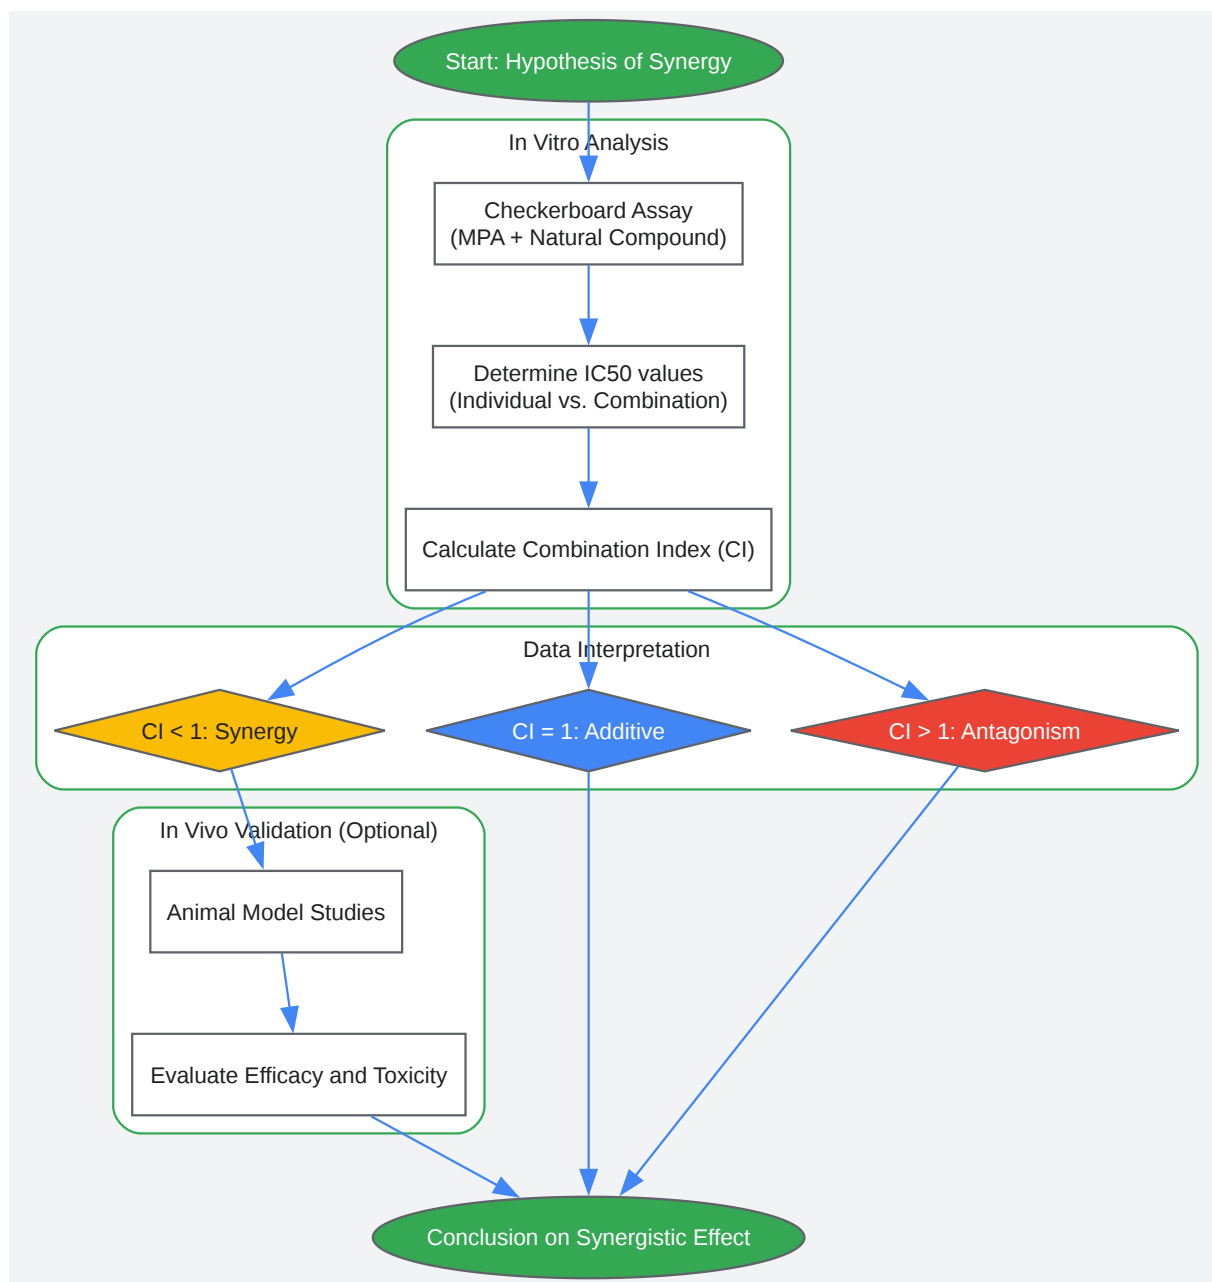 Start: Hypothesis of Synergy
In Vitro Analysis
Checkerboard Assay
(MPA + Natural Compound)
Determine IC50 values
(Individual vs. Combination)
Calculate Combination Index (CI)
Data Interpretation
CI < 1: Synergy
CI = 1: Additive
CI > 1: Antagonism
In Vivo Validation (Optional)
Animal Model Studies
Evaluate Efficacy and Toxicity
Conclusion on Synergistic Effect